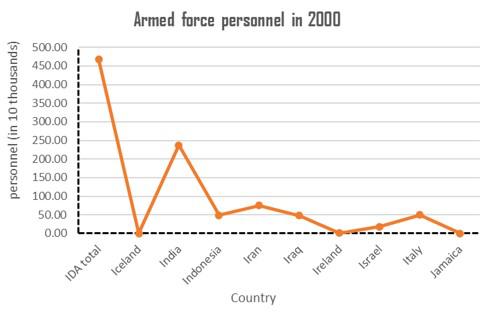 Armed force personnel in 2000
personnel (in 10 thousands)
500.00
450.00
400.00
350.00
300.00
250.00
200.00
150.00
100.00
50.00
0.00
IDA total
Iceland
India
Indonesia
Iran
Iraq
Ireland
Israel
Italy
Jamaica
Country